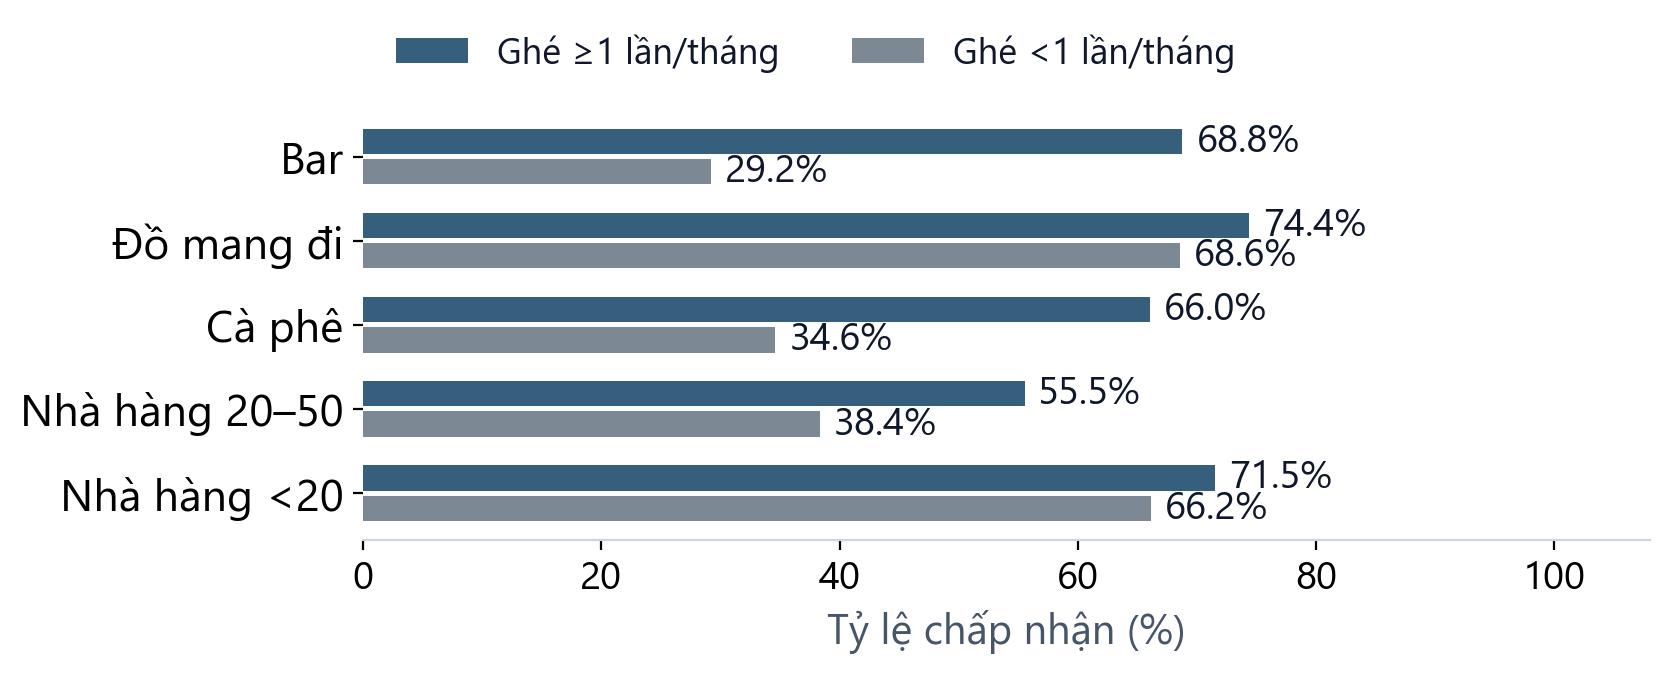 Ghé ≥1 lần/tháng Ghé <1 lần/tháng
Bar 68.8%
29.2%
Đồ mang đi 74.4%
68.6%
Cà phê 66.0%
34.6%
Nhà hàng 20–50 55.5%
38.4%
Nhà hàng <20 71.5%
66.2%
0 20 40 60 80 100
Tỷ lệ chấp nhận (%)